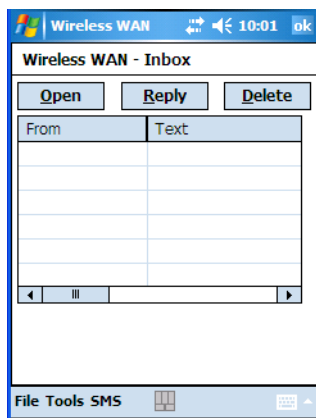 Wireless WAN 10:01 ok
Wireless WAN - Inbox
Open Reply Delete
From Text
File Tools SMS